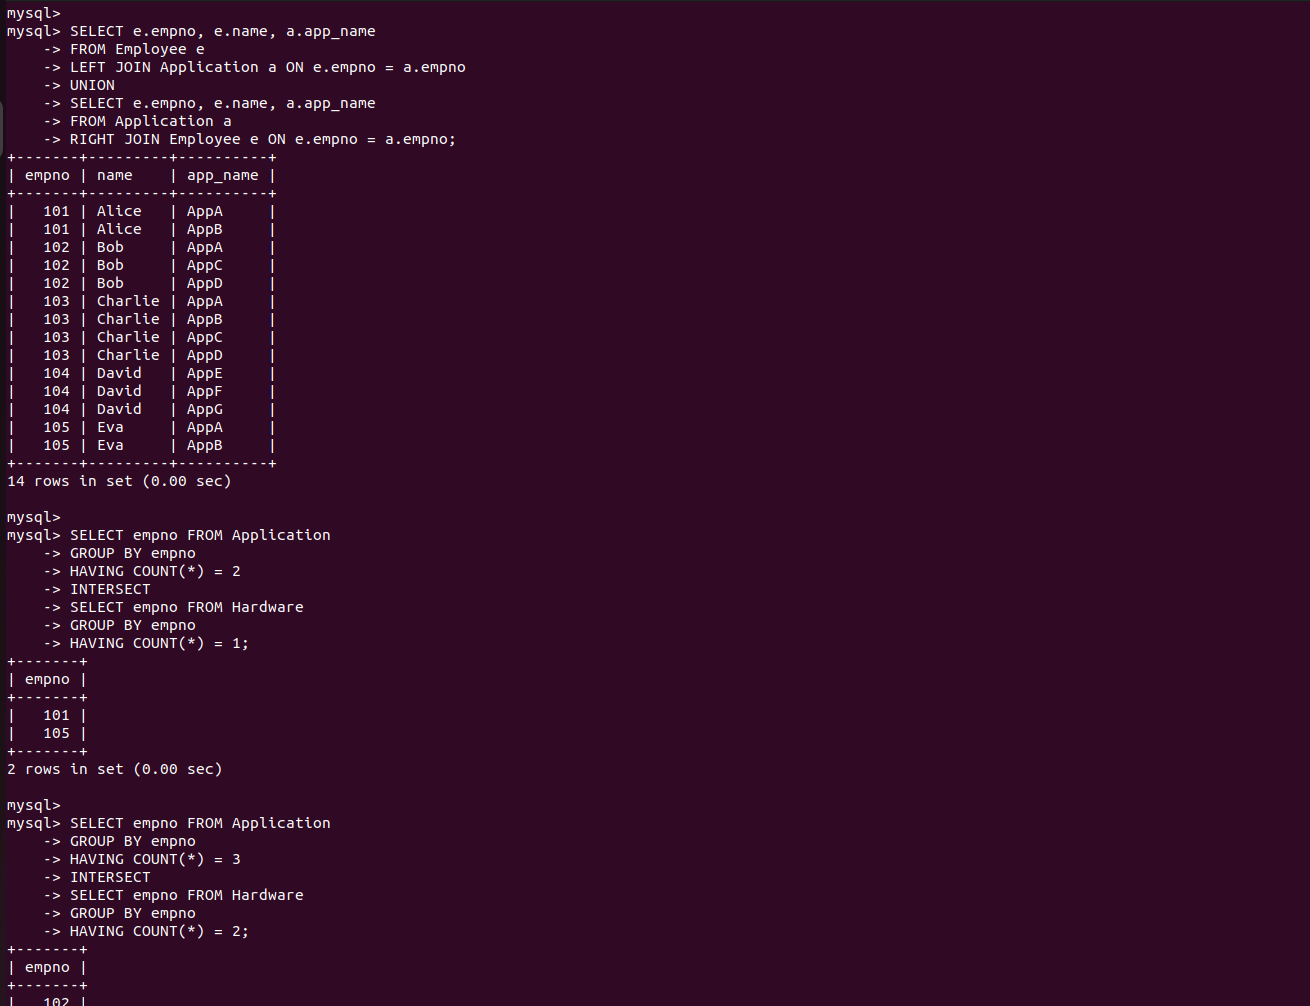 mysql>
mysql> SELECT e.empno, e.name, a.app_name
    -> FROM Employee e
    -> LEFT JOIN Application a ON e.empno = a.empno
    -> UNION
    -> SELECT e.empno, e.name, a.app_name
    -> FROM Application a
    -> RIGHT JOIN Employee e ON e.empno = a.empno;
+-------+---------+----------+
| empno | name    | app_name |
+-------+---------+----------+
|   101 | Alice   | AppA     |
|   101 | Alice   | AppB     |
|   102 | Bob     | AppA     |
|   102 | Bob     | AppC     |
|   102 | Bob     | AppD     |
|   103 | Charlie | AppA     |
|   103 | Charlie | AppB     |
|   103 | Charlie | AppC     |
|   103 | Charlie | AppD     |
|   104 | David   | AppE     |
|   104 | David   | AppF     |
|   104 | David   | AppG     |
|   105 | Eva     | AppA     |
|   105 | Eva     | AppB     |
+-------+---------+----------+
14 rows in set (0.00 sec)

mysql>
mysql> SELECT empno FROM Application
    -> GROUP BY empno
    -> HAVING COUNT(*) = 2
    -> INTERSECT
    -> SELECT empno FROM Hardware
    -> GROUP BY empno
    -> HAVING COUNT(*) = 1;
+-------+
| empno |
+-------+
|   101 |
|   105 |
+-------+
2 rows in set (0.00 sec)

mysql>
mysql> SELECT empno FROM Application
    -> GROUP BY empno
    -> HAVING COUNT(*) = 3
    -> INTERSECT
    -> SELECT empno FROM Hardware
    -> GROUP BY empno
    -> HAVING COUNT(*) = 2;
+-------+
| empno |
+-------+
|   102 |